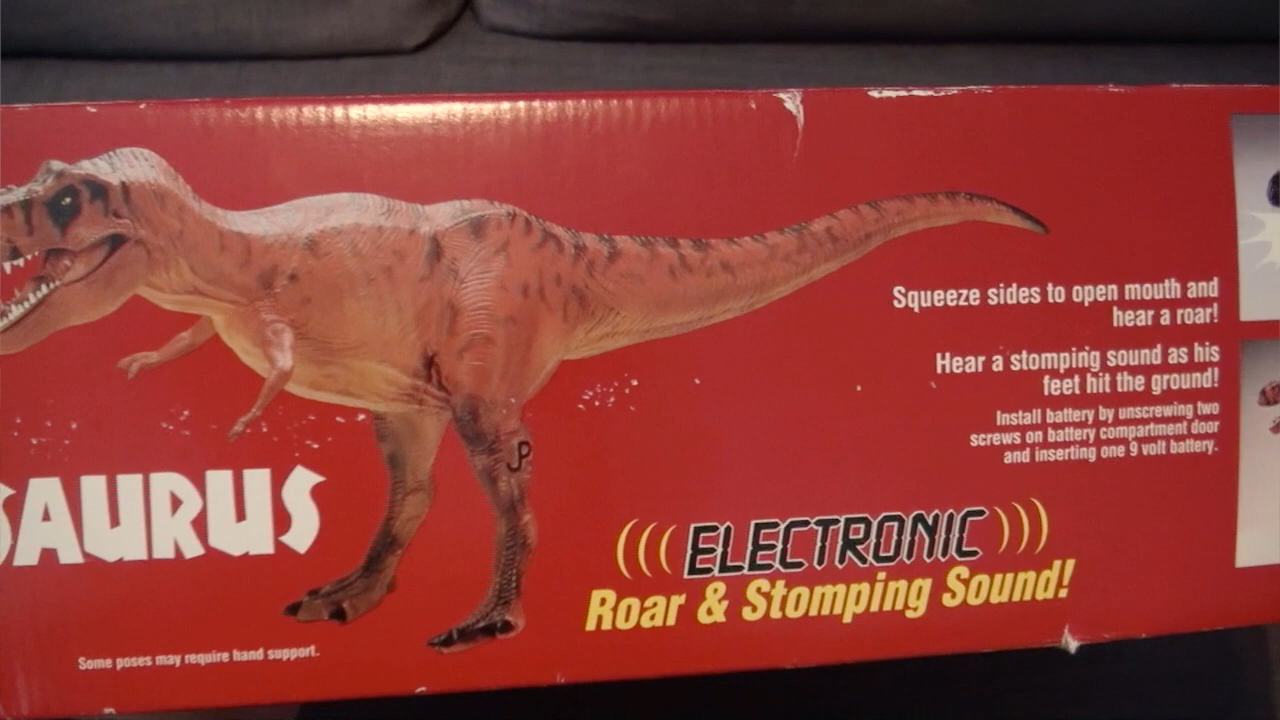 Squeeze sides to open mouth and
hear a roar!
Hear a stomping sound as his
feet hit the ground!
Install battery by unscrewing two
screws on battery compartment door
and inserting one 9 volt battery.
JP
SAURUS
ELECTRONIC
Roar & Stomping Sound!
Some poses may require hand support.